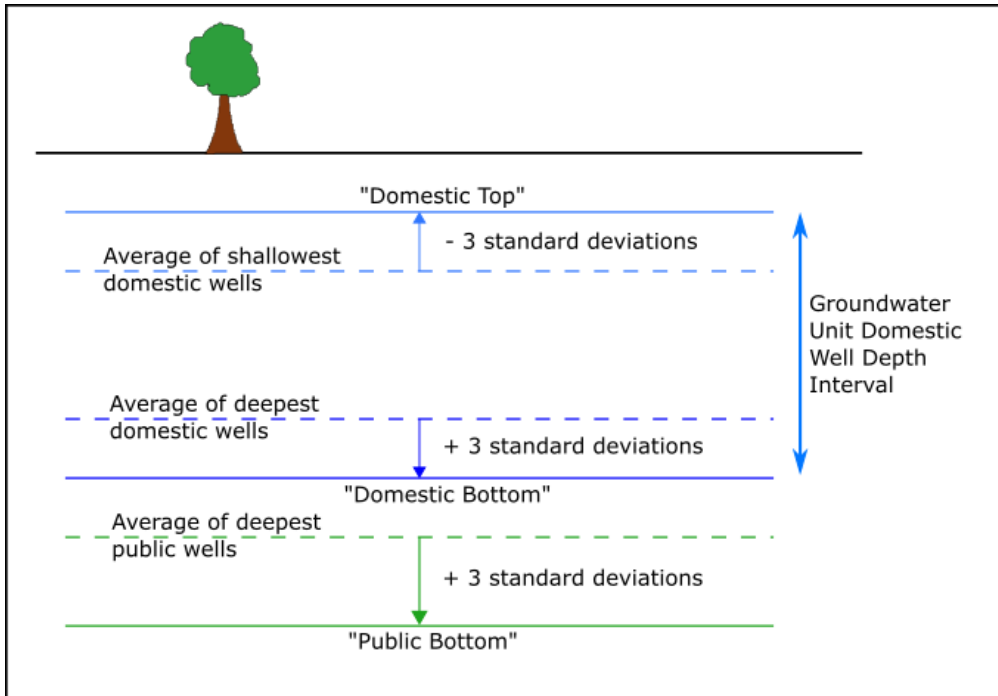 "Domestic Top"
- 3 standard deviations
Average of shallowest
domestic wells
Groundwater
Unit Domestic
Well Depth
Interval
Average of deepest
domestic wells
+ 3 standard deviations
"Domestic Bottom"
Average of deepest
public wells
+ 3 standard deviations
"Public Bottom"